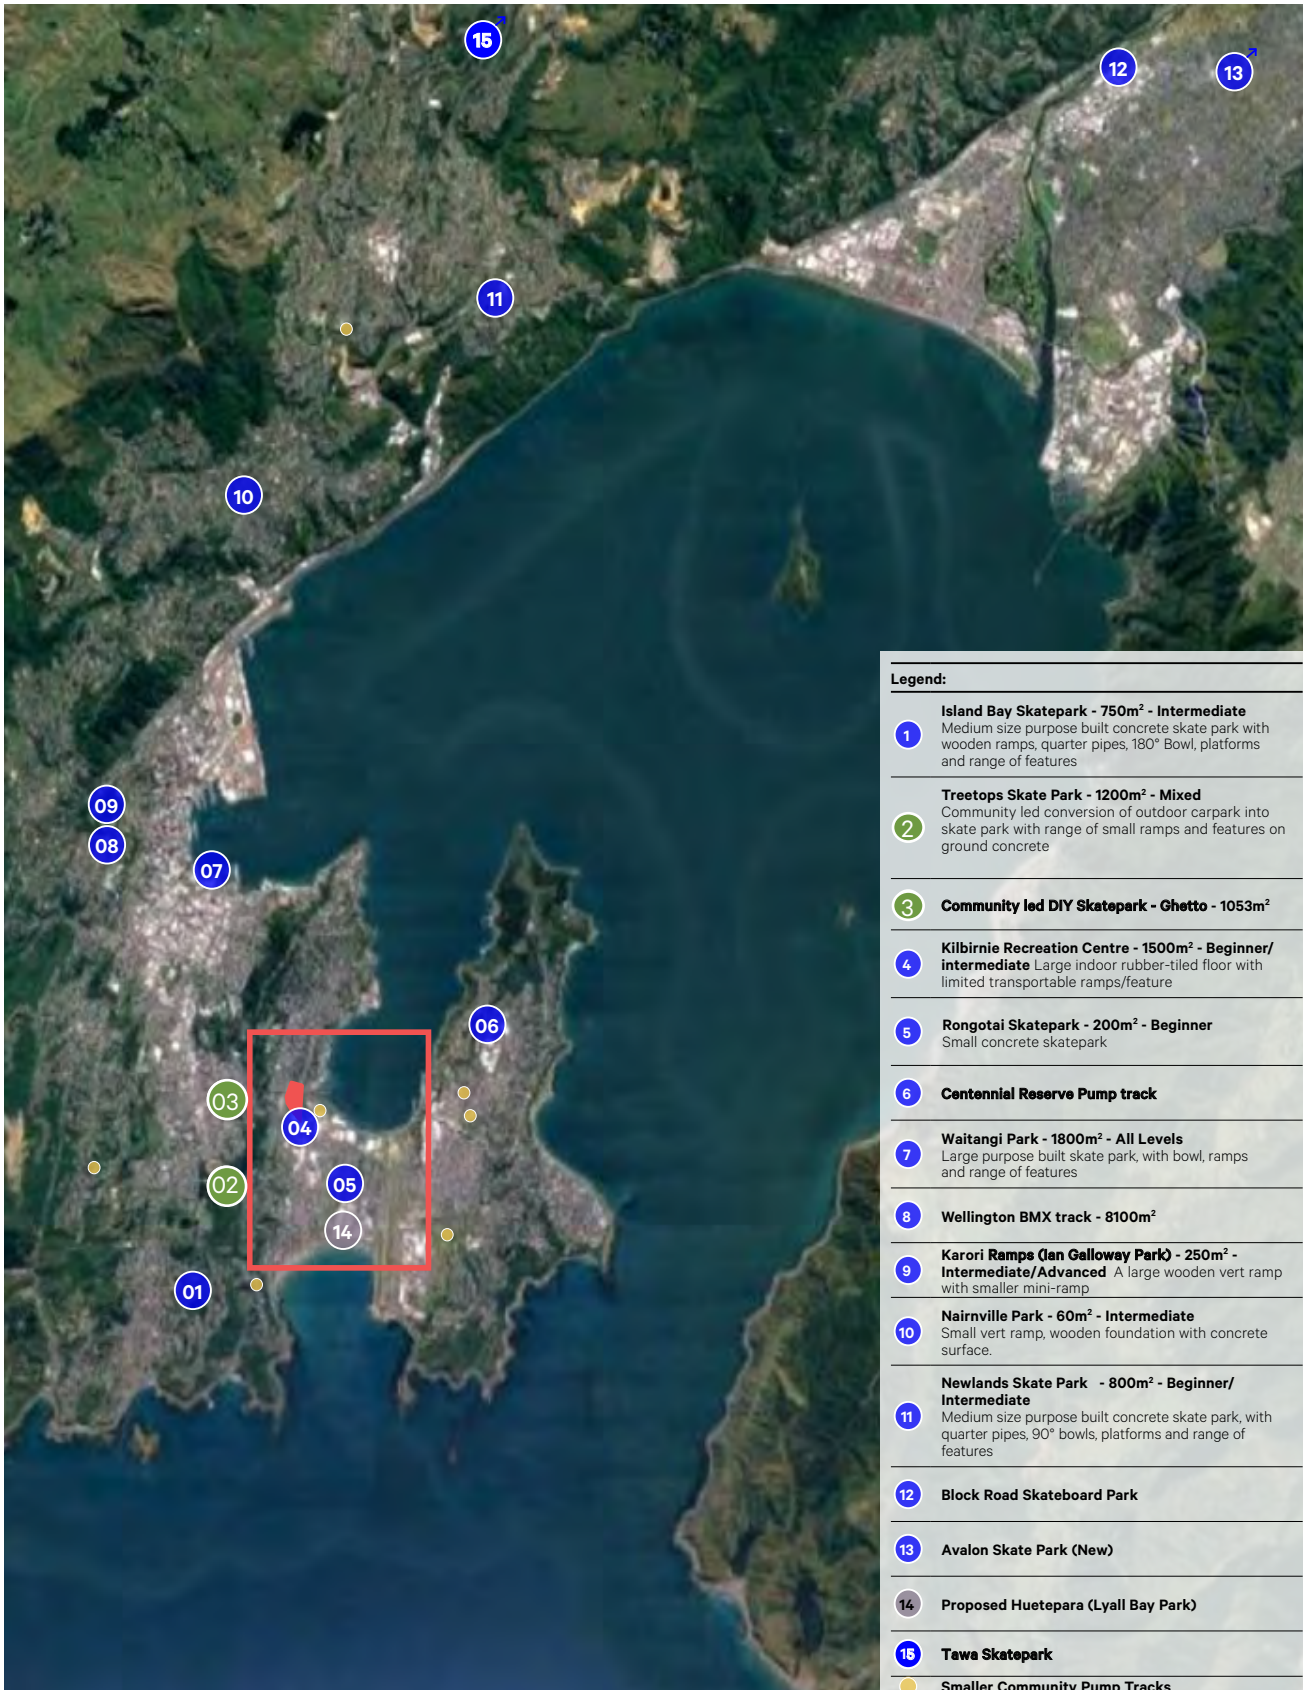 15
12
13
11
10
09
08
07
06
03
04
02
05
14
01
Legend:
1
Island Bay Skatepark - 750m² - Intermediate
Medium size purpose built concrete skate park with
wooden ramps, quarter pipes, 180° Bowl, platforms
and range of features
2
Treetops Skate Park - 1200m² - Mixed
Community led conversion of outdoor carpark into
skate park with range of small ramps and features on
ground concrete
3
Community led DIY Skatepark - Ghetto - 1053m²
4
Kilbirnie Recreation Centre - 1500m² - Beginner/
intermediate Large indoor rubber-tiled floor with
limited transportable ramps/feature
5
Rongotai Skatepark - 200m² - Beginner
Small concrete skatepark
6
Centennial Reserve Pump track
7
Waitangi Park - 1800m² - All Levels
Large purpose built skate park, with bowl, ramps
and range of features
8
Wellington BMX track - 8100m²
9
Karori Ramps (Ian Galloway Park) - 250m² -
Intermediate/Advanced A large wooden vert ramp
with smaller mini-ramp
10
Nairnville Park - 60m² - Intermediate
Small vert ramp, wooden foundation with concrete
surface.
11
Newlands Skate Park - 800m² - Beginner/
Intermediate
Medium size purpose built concrete skate park, with
quarter pipes, 90° bowls, platforms and range of
features
12
Block Road Skateboard Park
13
Avalon Skate Park (New)
14
Proposed Huetepara (Lyall Bay Park)
15
Tawa Skatepark
Smaller Community Pump Tracks